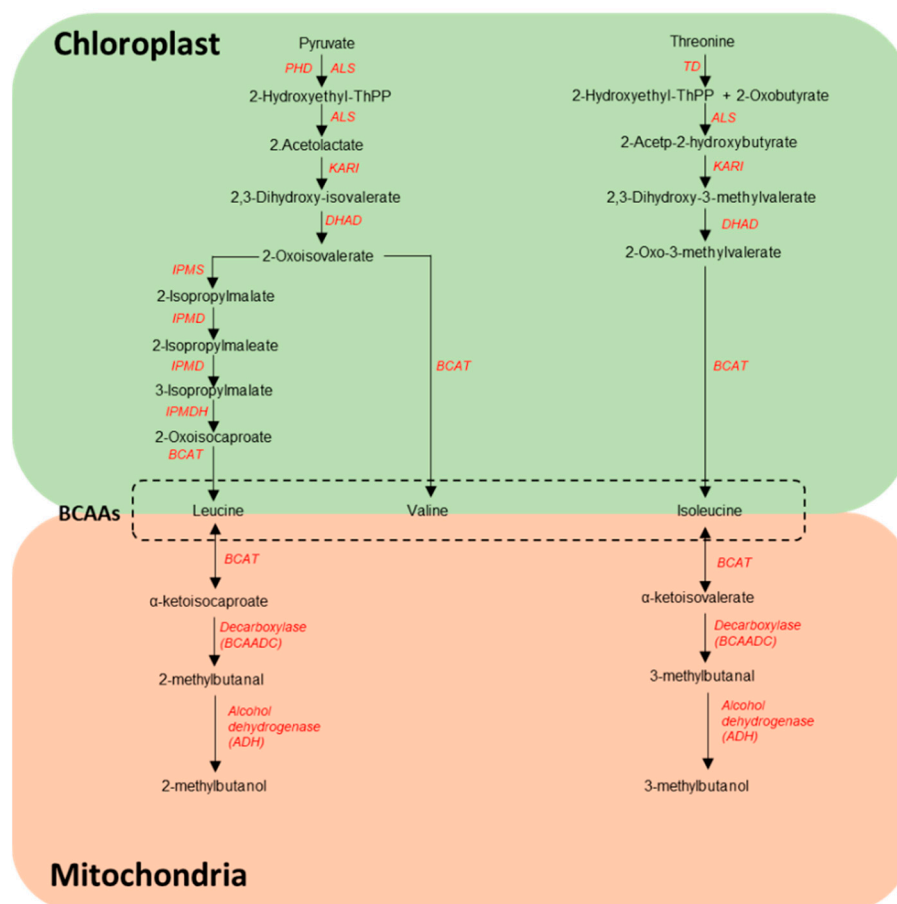 Chloroplast
Pyruvate
PHD ALS
2-Hydroxyethyl-ThPP
ALS
2.Acetolactate
KARI
2,3-Dihydroxy-isovalerate
DHAD
2-Oxoisovalerate
IPMS
2-Isopropylmalate
IPMD
2-Isopropylmaleate
IPMD
3-Isopropylmalate
IPMDH
2-Oxoisocaproate
BCAT
BCAT
Threonine
TD
2-Hydroxyethyl-ThPP + 2-Oxobutyrate
ALS
2-Acetp-2-hydroxybutyrate
KARI
2,3-Dihydroxy-3-methylvalerate
DHAD
2-Oxo-3-methylvalerate
BCAT
BCAAs
Leucine
Valine
Isoleucine
BCAT
α-ketoisocaproate
Decarboxylase
(BCAADC)
2-methylbutanal
Alcohol
dehydrogenase
(ADH)
2-methylbutanol
BCAT
α-ketoisovalerate
Decarboxylase
(BCAADC)
3-methylbutanal
Alcohol
dehydrogenase
(ADH)
3-methylbutanol
Mitochondria